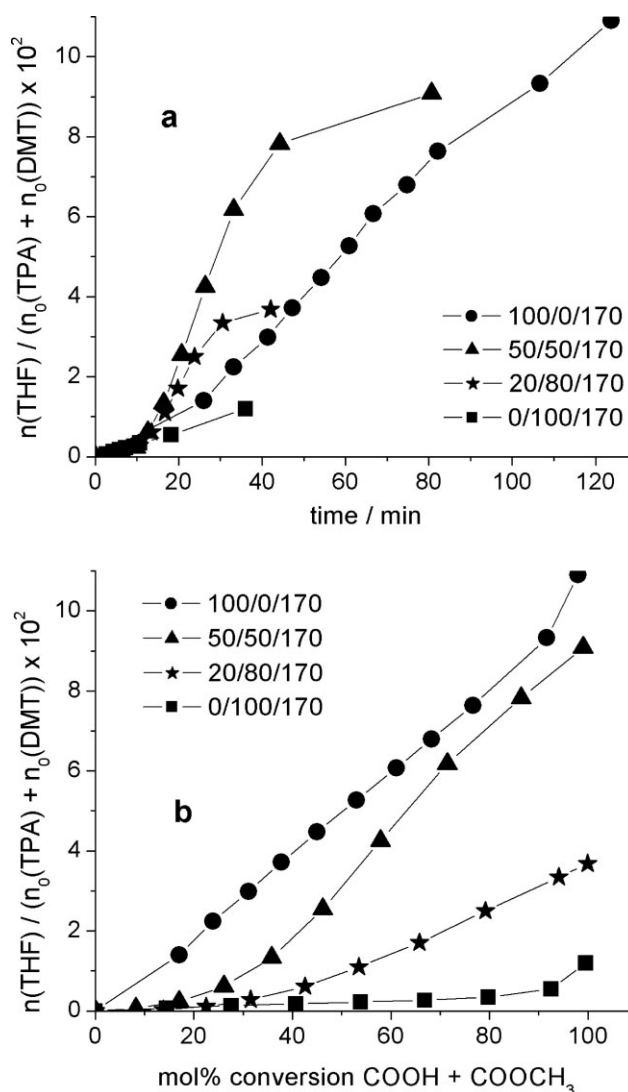 n(THF) / (n₀(TPA) + n₀(DMT)) x 10²
10
8
6
4
2
0
a
100/0/170
50/50/170
20/80/170
0/100/170
0 20 40 60 80 100 120
time / min
n(THF) / (n₀(TPA) + n₀(DMT)) x 10²
10
8
6
4
2
0
100/0/170
50/50/170
20/80/170
0/100/170
b
0 20 40 60 80 100
mol% conversion COOH + COOCH₃